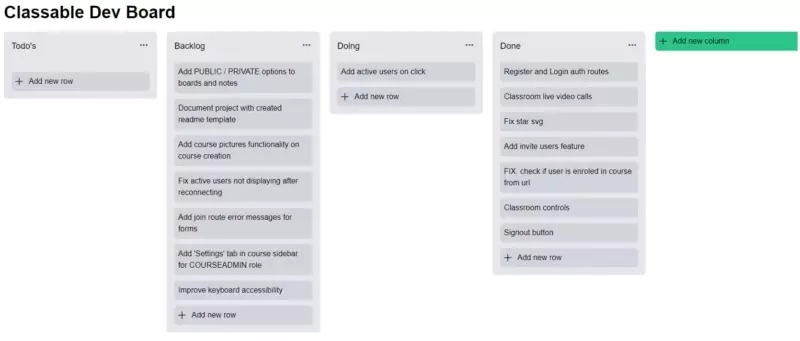 Classable Dev Board
Todo's
Add new row
Backlog
Add PUBLIC / PRIVATE options to
boards and notes
Document project with created
readme template
Add course pictures functionality on
course creation
Fix active users not displaying after
reconnecting
Add join route error messages for
forms
Add 'Settings' tab in course sidebar
for COURSEADMIN role
Improve keyboard accessibility
Add new row
Doing
Add active users on click
Add new row
Done
Register and Login auth routes
Classroom live video calls
Fix star svg
Add invite users feature
FIX: check if user is enroled in course
from url
Classroom controls
Signout button
Add new row
Add new column